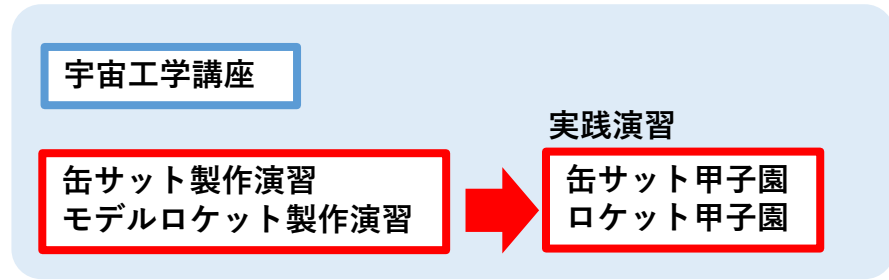 宇宙工学講座
実践演習
缶サット製作演習
モデルロケット製作演習
缶サット甲子園
ロケット甲子園